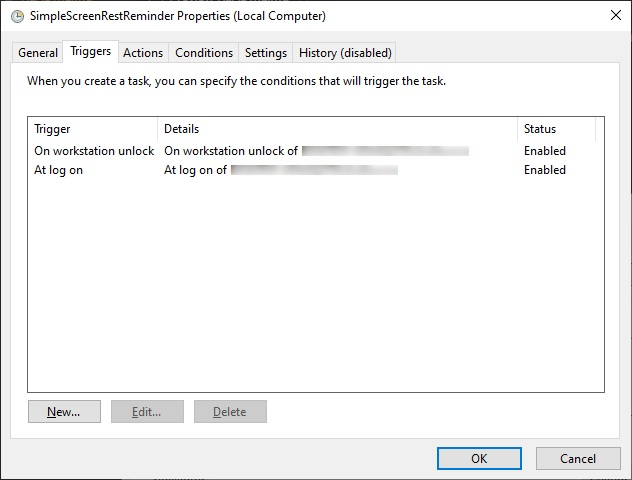 SimpleScreenRestReminder Properties (Local Computer)
General Triggers Actions Conditions Settings History (disabled)
When you create a task, you can specify the conditions that will trigger the task.
Trigger Details Status
On workstation unlock On workstation unlock of Enabled
At log on At log on of Enabled
New... Edit... Delete
OK Cancel